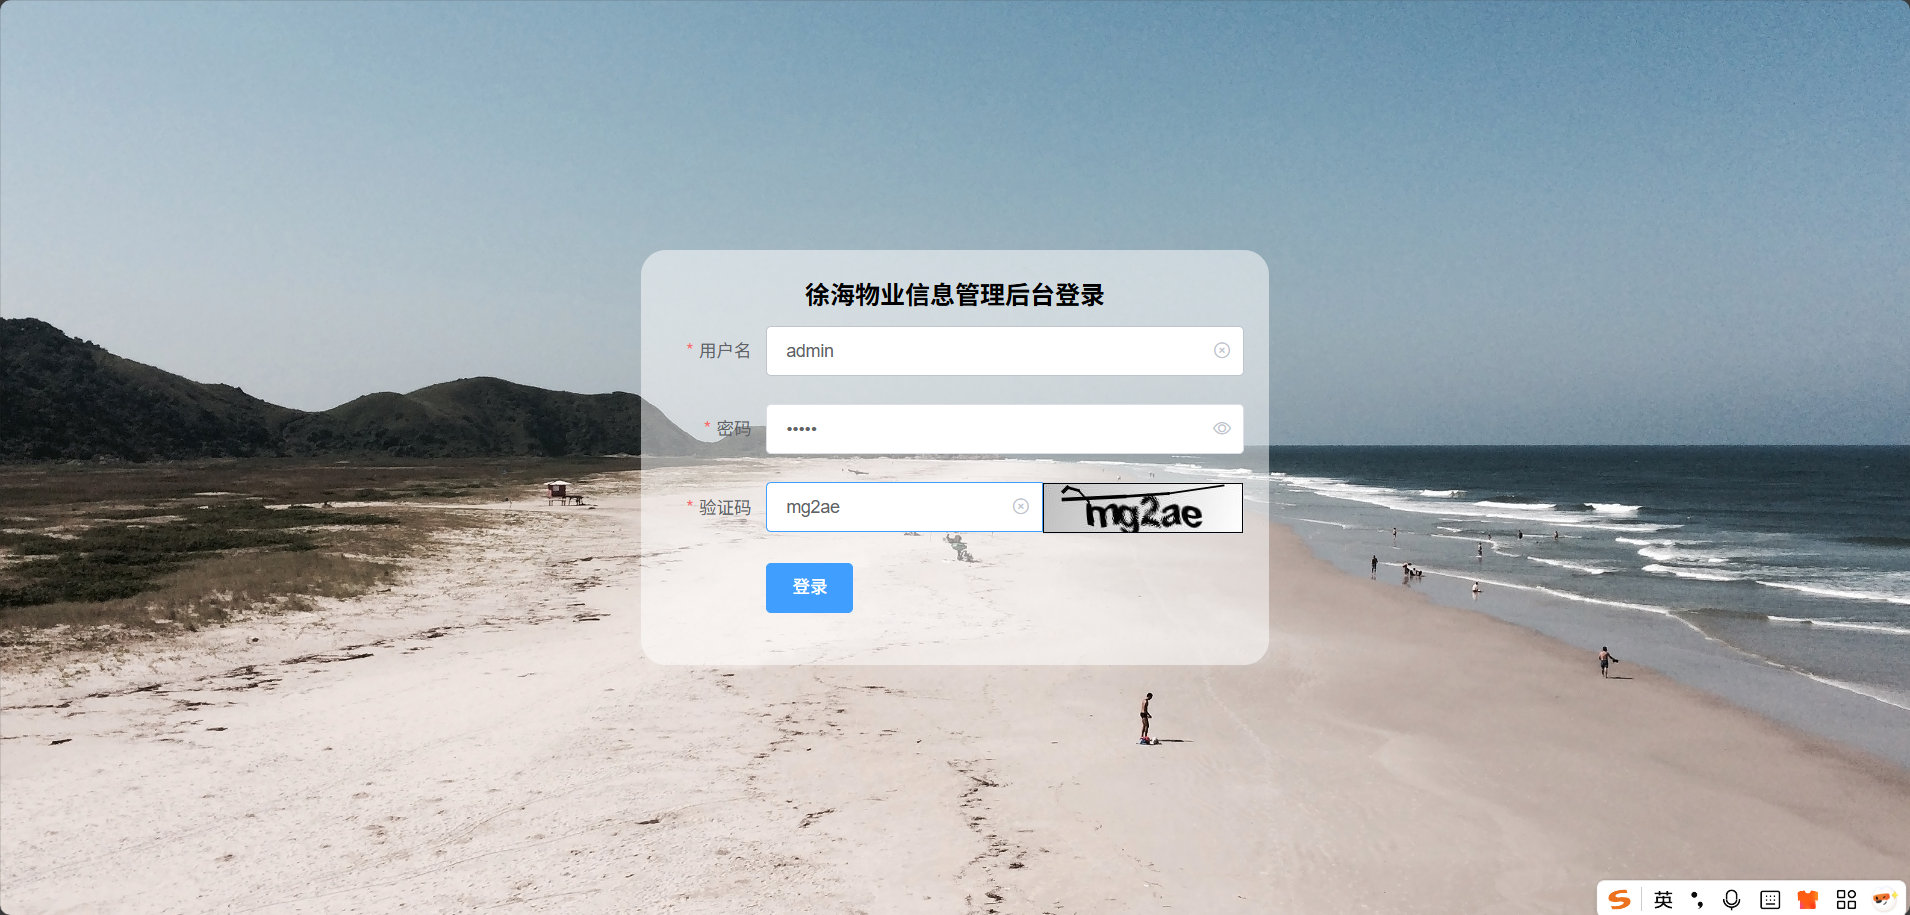 徐海物业信息管理后台登录
* 用户名 admin
* 密码 •••••
* 验证码 mg2ae mg2ae
登录
S 英